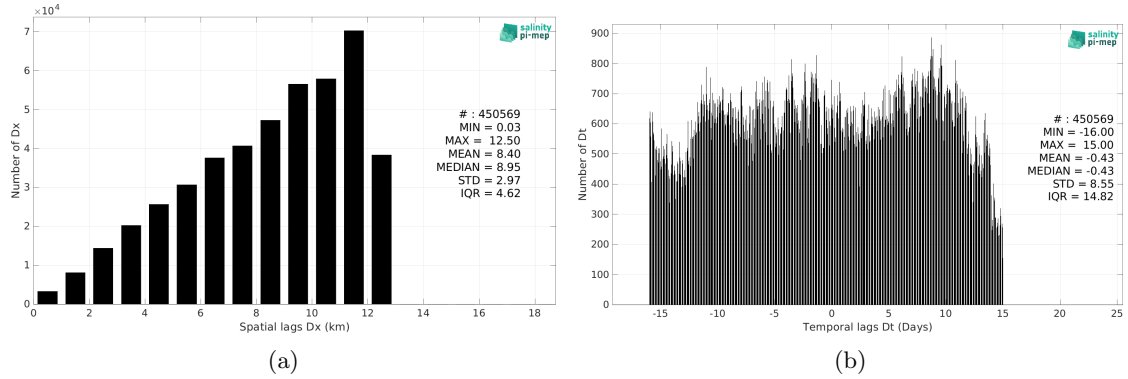 ×10⁴
7
6
5
4
3
2
1
0
Number of Dx
0 2 4 6 8 10 12 14 16 18
Spatial lags Dx (km)
salinity
pi-mep
# : 450569
MIN = 0.03
MAX = 12.50
MEAN = 8.40
MEDIAN = 8.95
STD = 2.97
IQR = 4.62
(a)
900
800
700
600
500
400
300
200
100
0
Number of Dt
-15 -10 -5 0 5 10 15 20 25
Temporal lags Dt (Days)
salinity
pi-mep
# : 450569
MIN = -16.00
MAX = 15.00
MEAN = -0.43
MEDIAN = -0.43
STD = 8.55
IQR = 14.82
(b)